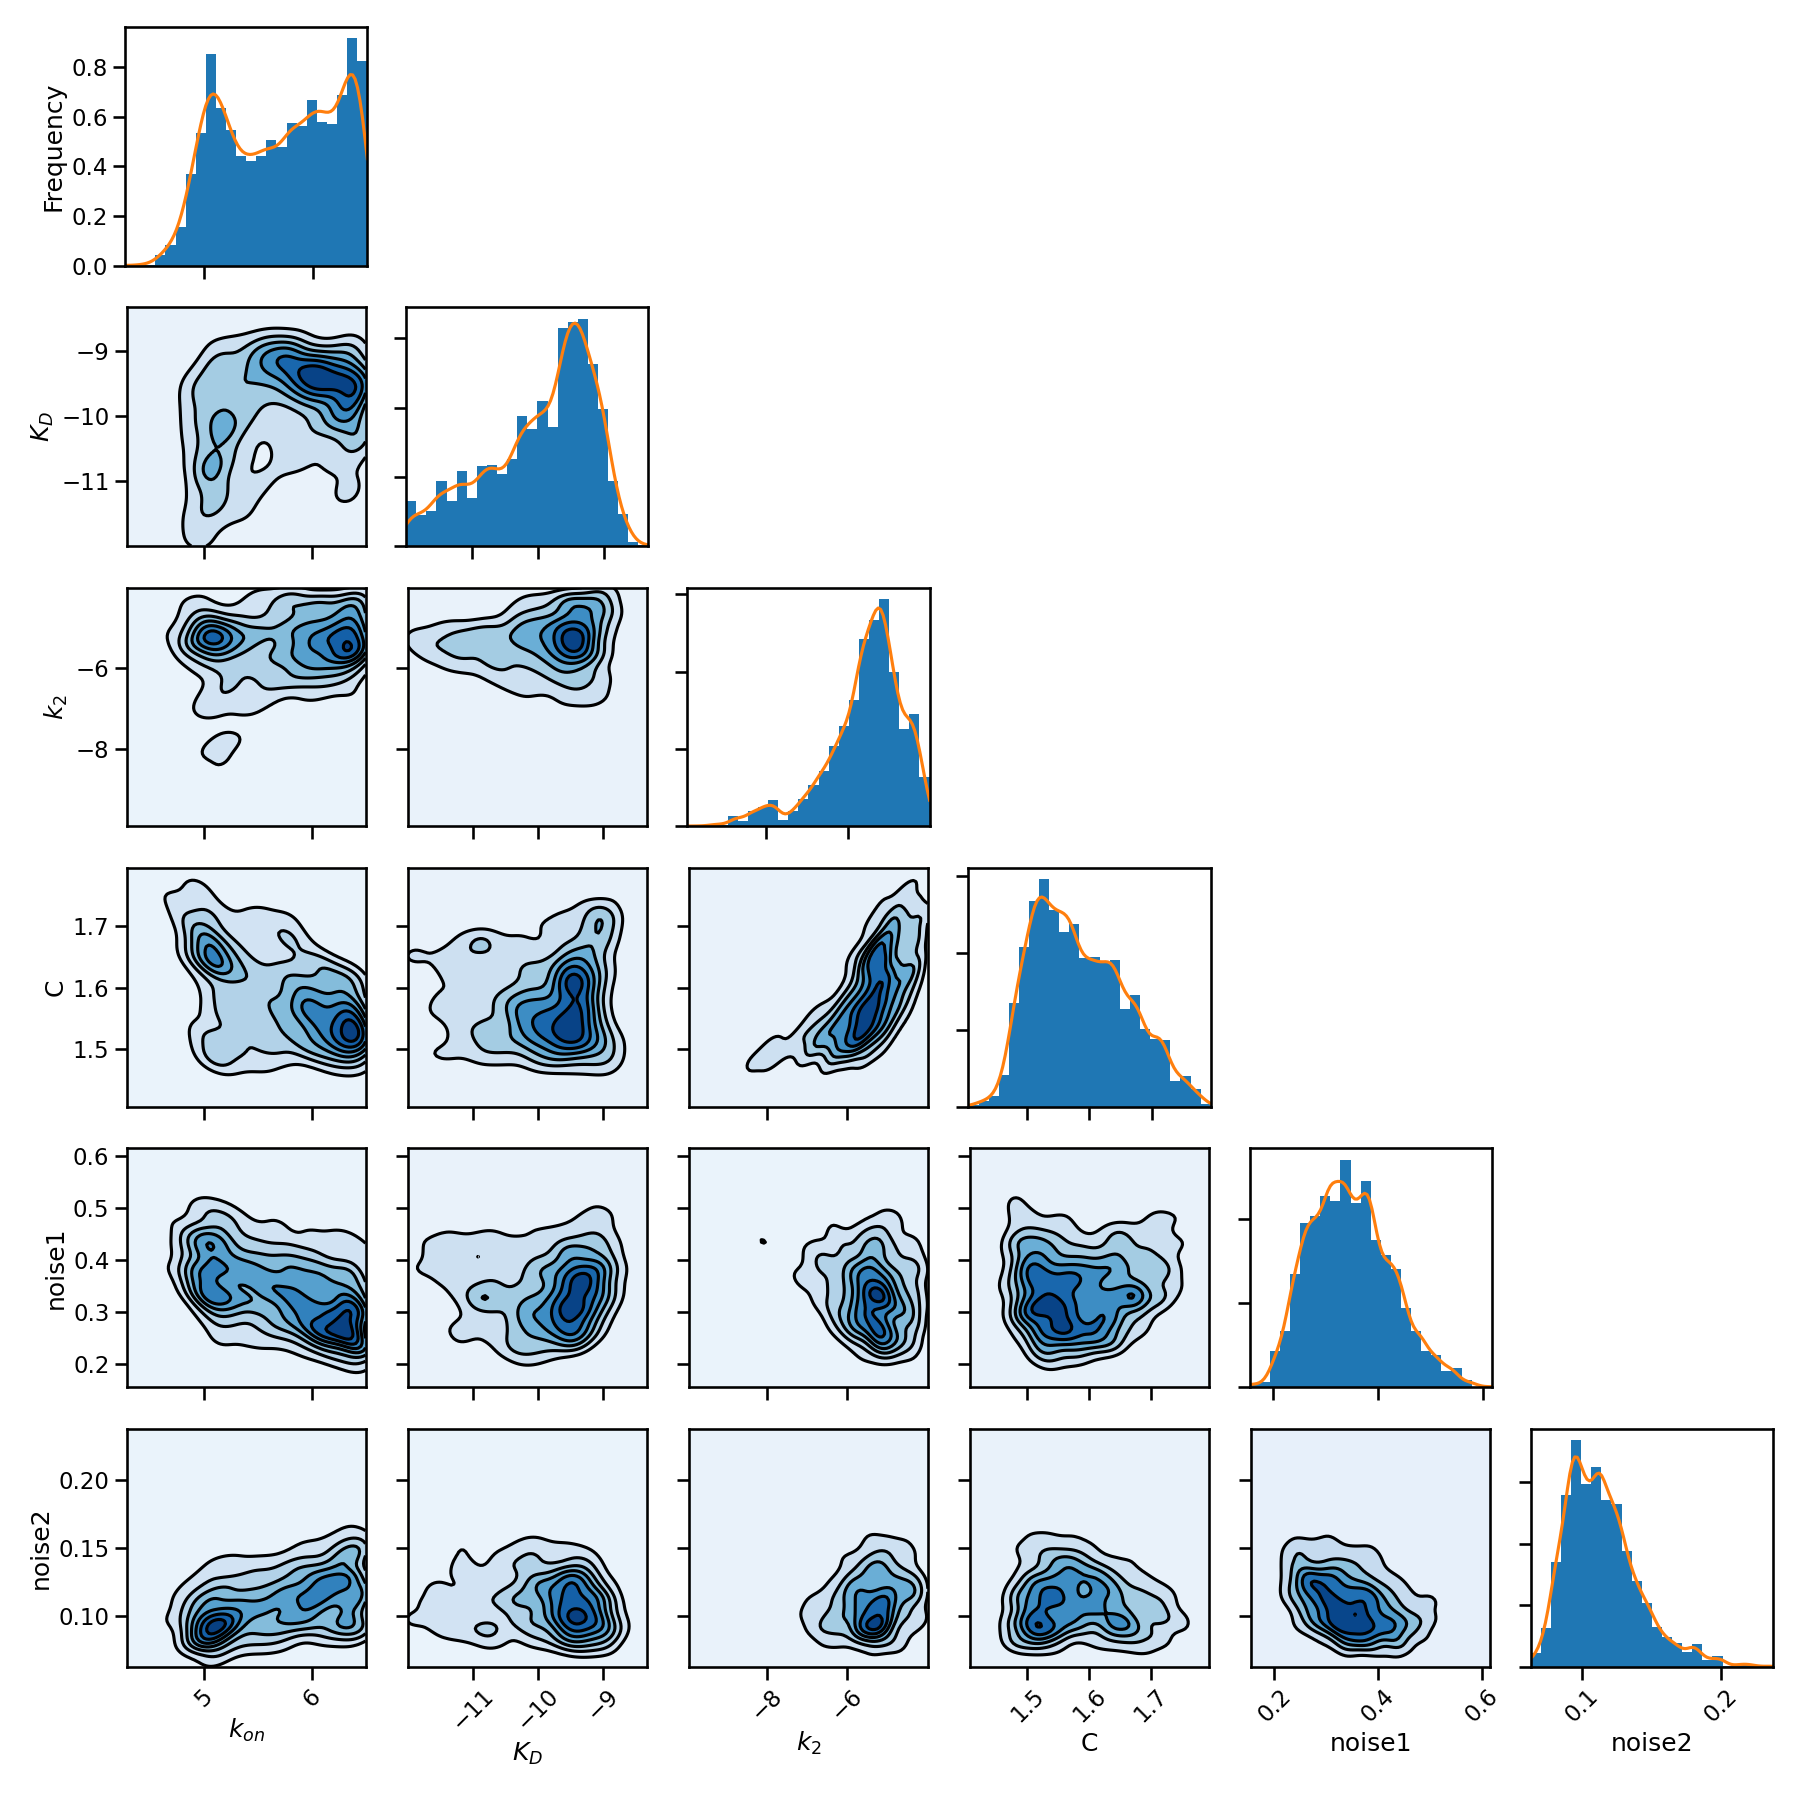 Frequency
0.8
0.6
0.4
0.2
0.0
K_D
−9
−10
−11
k_2
−6
−8
C
1.7
1.6
1.5
noise1
0.6
0.5
0.4
0.3
0.2
noise2
0.20
0.15
0.10
5 6 −11 −10 −9 −8 −6 1.5 1.6 1.7 0.2 0.4 0.6 0.1 0.2
k_on K_D k_2 C noise1 noise2